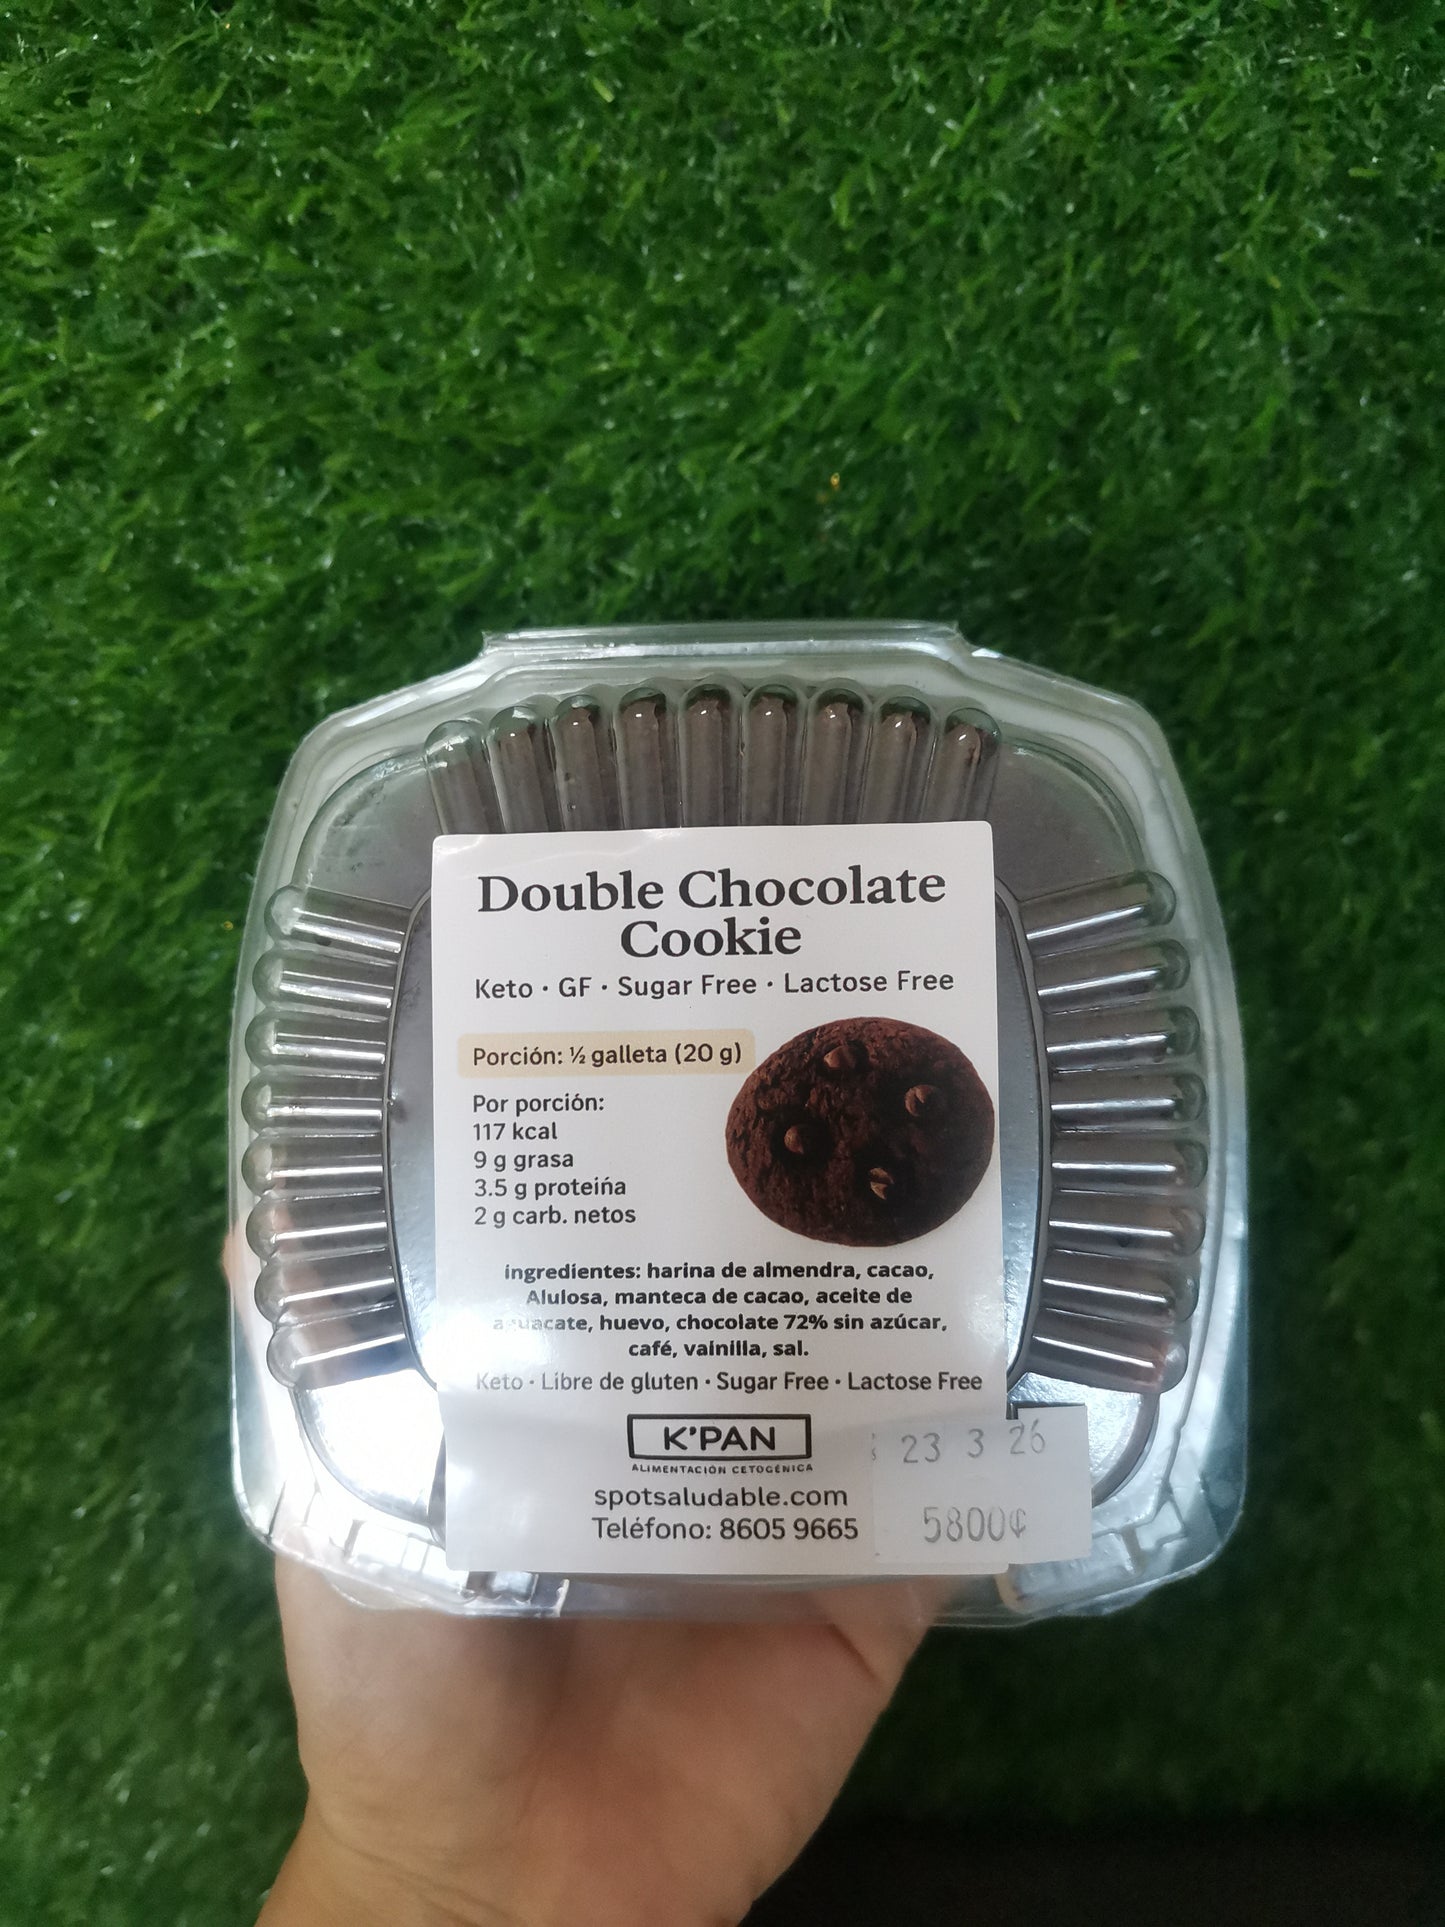 Double Chocolate
Cookie
Keto · GF · Sugar Free · Lactose Free
Porción: ½ galleta (20 g)
Por porción:
117 kcal
9 g grasa
3.5 g proteińa
2 g carb. netos
íngredientes: harina de almendra, cacao,
Alulosa, manteca de cacao, aceite de
aguacate, huevo, chocolate 72% sin azúcar,
café, vainilla, sal.
Keto · Libre de gluten · Sugar Free · Lactose Free
K'PAN
ALIMENTACIÓN CETOGÉNICA
23 3 26
spotsaludable.com
Teléfono: 8605 9665
5800¢